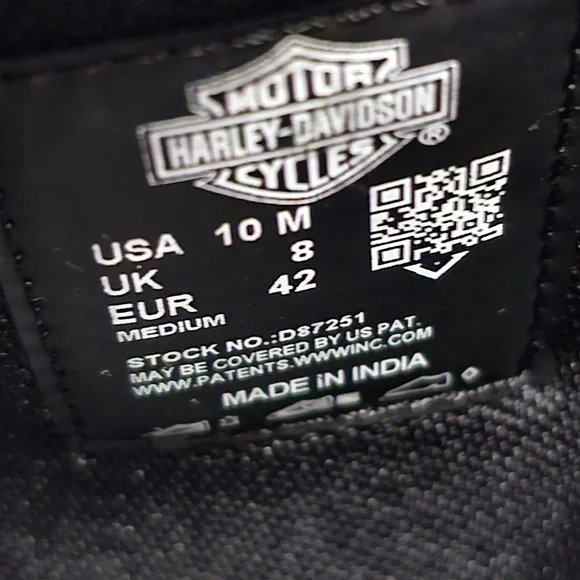 MOTOR
HARLEY-DAVIDSON
CYCLES
®
USA 10 M
UK 8
EUR 42
MEDIUM
STOCK NO.:D87251
MAY BE COVERED BY US PAT.
WWW.PATENTS.WWWINC.COM
MADE iN INDIA